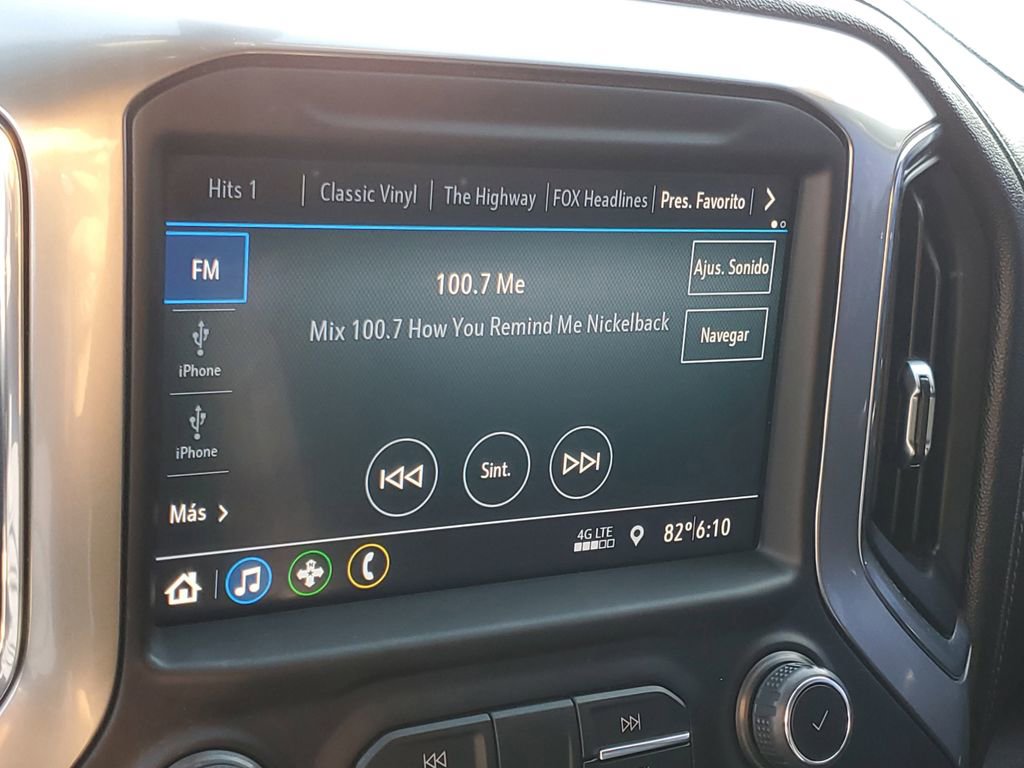 Hits 1
Classic Vinyl
The Highway
FOX Headlines
Pres. Favorito
FM
100.7 Me
Ajus. Sonido
Mix 100.7 How You Remind Me Nickelback
Navegar
iPhone
iPhone
Sint.
Más
4G LTE
82° 6:10